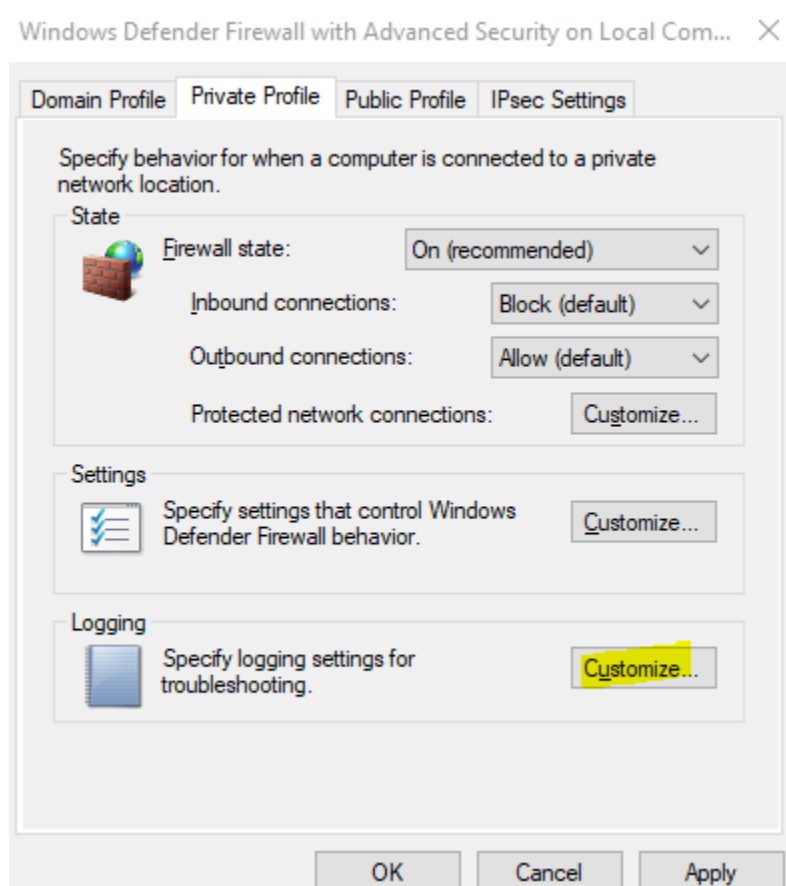 Windows Defender Firewall with Advanced Security on Local Com...
Domain Profile Private Profile Public Profile IPsec Settings
Specify behavior for when a computer is connected to a private
network location.
State
Firewall state: On (recommended)
Inbound connections: Block (default)
Outbound connections: Allow (default)
Protected network connections: Customize...
Settings
Specify settings that control Windows
Defender Firewall behavior.
Customize...
Logging
Specify logging settings for
troubleshooting.
Customize...
OK Cancel Apply